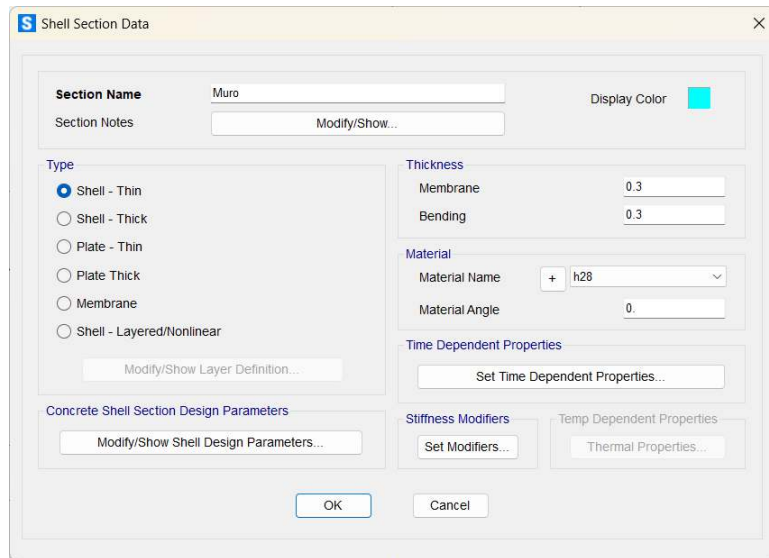 S Shell Section Data
Section Name Muro Display Color
Section Notes Modify/Show...
Type
Shell - Thin
Shell - Thick
Plate - Thin
Plate Thick
Membrane
Shell - Layered/Nonlinear
Modify/Show Layer Definition...
Concrete Shell Section Design Parameters
Modify/Show Shell Design Parameters...
Thickness
Membrane 0.3
Bending 0.3
Material
Material Name + h28
Material Angle 0.
Time Dependent Properties
Set Time Dependent Properties...
Stiffness Modifiers
Set Modifiers...
Temp Dependent Properties
Thermal Properties...
OK Cancel